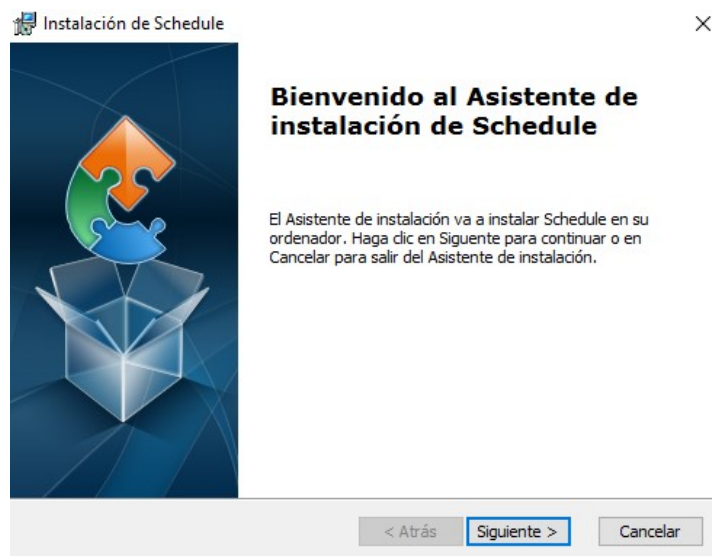 Instalación de Schedule
Bienvenido al Asistente de
instalación de Schedule
El Asistente de instalación va a instalar Schedule en su
ordenador. Haga clic en Siguente para continuar o en
Cancelar para salir del Asistente de instalación.
< Atrás
Siguiente >
Cancelar